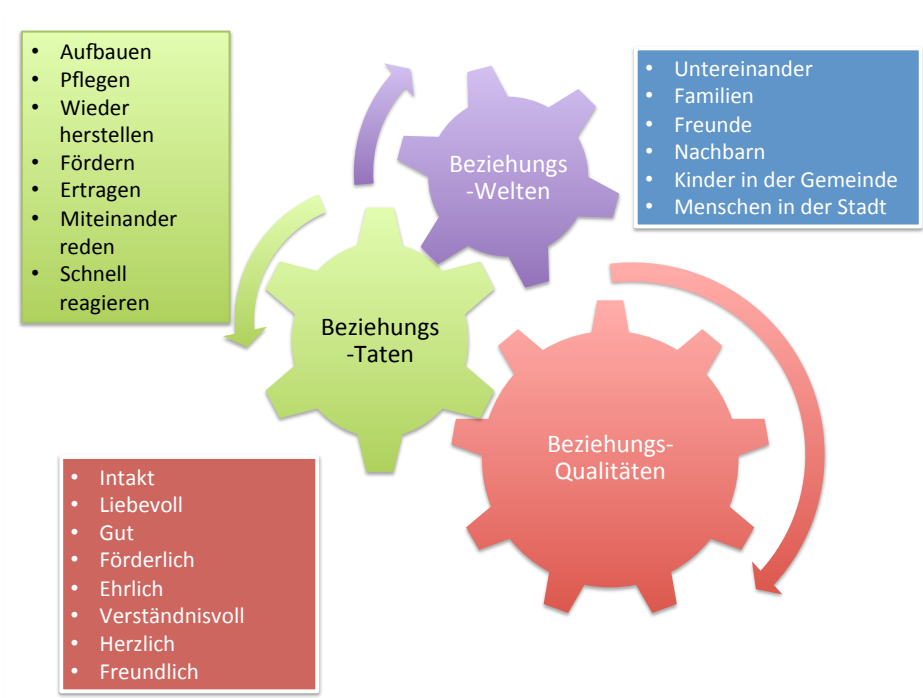 • Aufbauen
• Pflegen
• Wieder
herstellen
• Fördern
• Ertragen
• Miteinander
reden
• Schnell
reagieren
Beziehungs
-Welten
• Untereinander
• Familien
• Freunde
• Nachbarn
• Kinder in der Gemeinde
• Menschen in der Stadt
Beziehungs
-Taten
Beziehungs-
Qualitäten
• Intakt
• Liebevoll
• Gut
• Förderlich
• Ehrlich
• Verständnisvoll
• Herzlich
• Freundlich